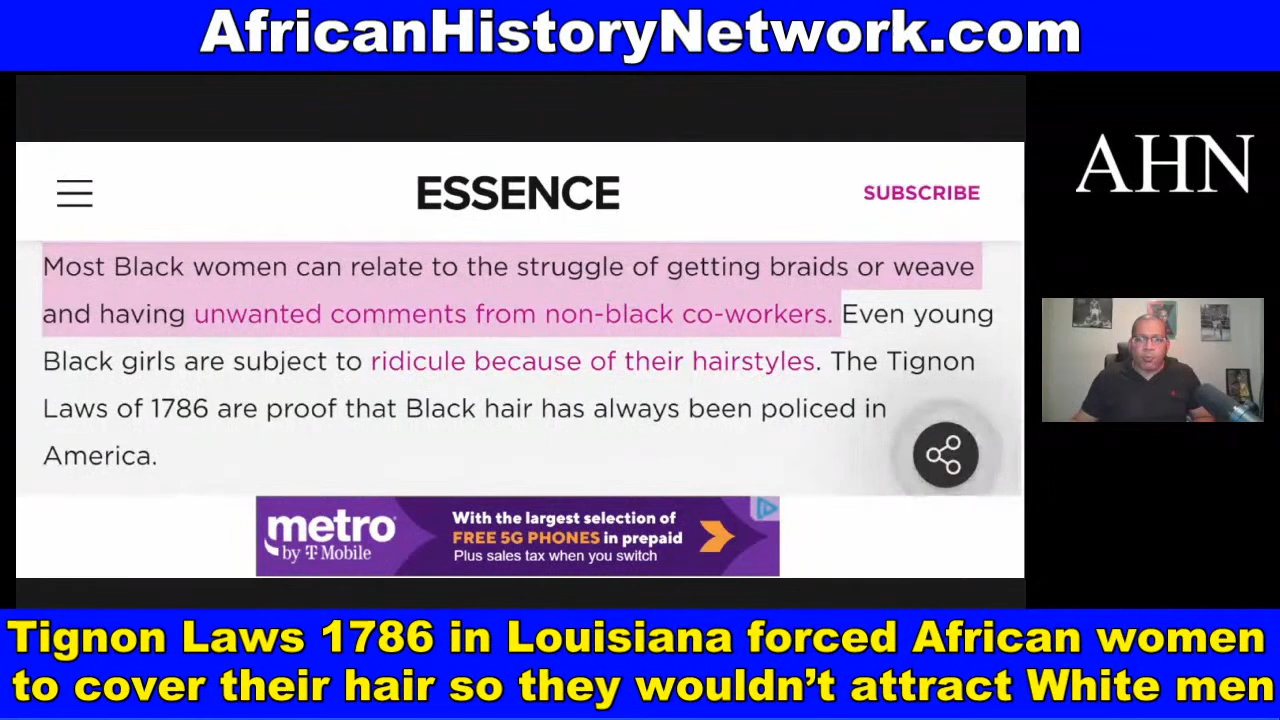 AfricanHistoryNetwork.com
AHN
ESSENCE
SUBSCRIBE
Most Black women can relate to the struggle of getting braids or weave
and having unwanted comments from non-black co-workers. Even young
Black girls are subject to ridicule because of their hairstyles. The Tignon
Laws of 1786 are proof that Black hair has always been policed in
America.
metro
by T Mobile
With the largest selection of
FREE 5G PHONES in prepaid
Plus sales tax when you switch
Tignon Laws 1786 in Louisiana forced African women
to cover their hair so they wouldn’t attract White men